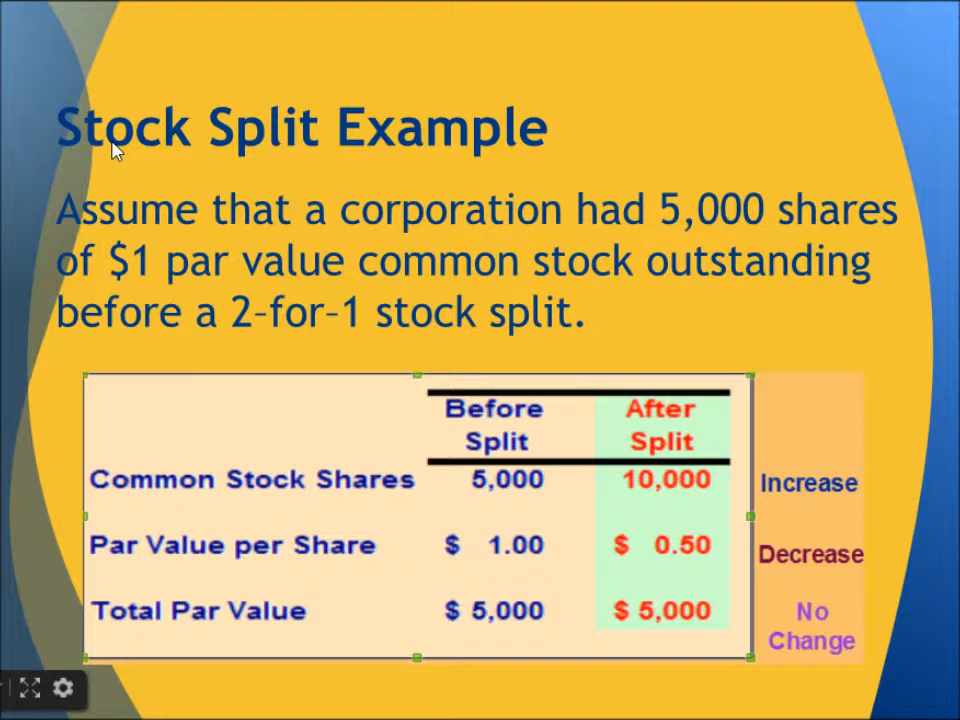 Stock Split Example
Assume that a corporation had 5,000 shares
of $1 par value common stock outstanding
before a 2-for-1 stock split.
Before After
Split Split
Common Stock Shares 5,000 10,000 Increase
Par Value per Share $ 1.00 $ 0.50 Decrease
Total Par Value $ 5,000 $ 5,000 No
Change